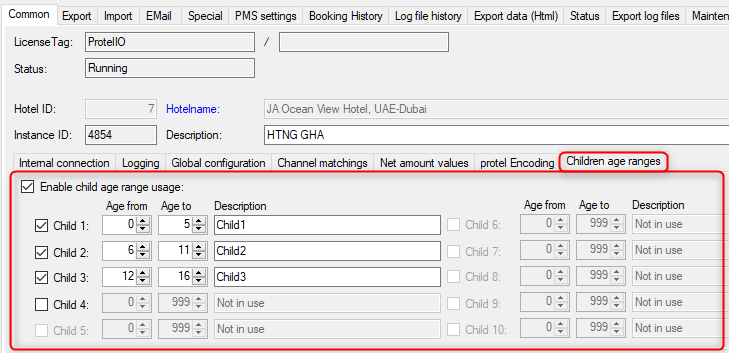 Common Export Import EMail Special PMS settings Booking History Log file history Export data (Html) Status Export log files Mainten
LicenseTag: ProtelIO /
Status: Running
Hotel ID: 7 Hotelname: JA Ocean View Hotel, UAE-Dubai
Instance ID: 4854 Description: HTNG GHA
Internal connection Logging Global configuration Channel matchings Net amount values protel Encoding Children age ranges
Enable child age range usage:
Age from Age to Description Age from Age to Description
Child 1: 0 5 Child1 Child 6: 0 999 Not in use
Child 2: 6 11 Child2 Child 7: 0 999 Not in use
Child 3: 12 16 Child3 Child 8: 0 999 Not in use
Child 4: 0 999 Not in use Child 9: 0 999 Not in use
Child 5: 0 999 Not in use Child 10: 0 999 Not in use